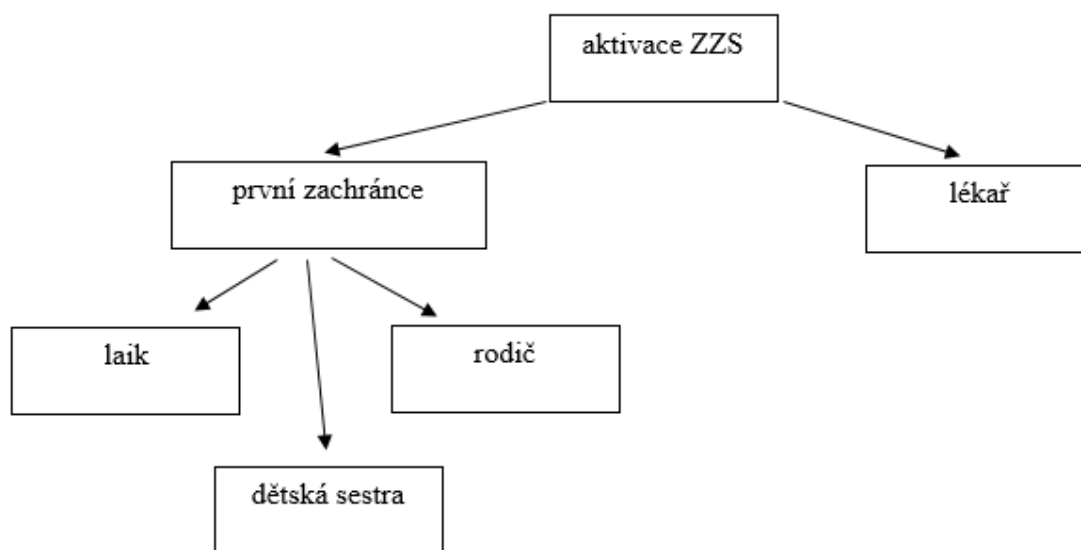 aktivace ZZS
první zachránce
lékař
laik
rodič
dětská sestra